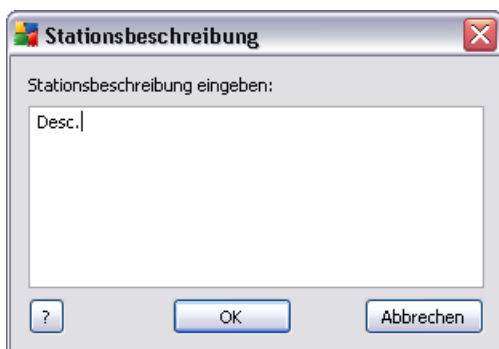 Stationsbeschreibung
Stationsbeschreibung eingeben:
Desc.
? OK Abbrechen